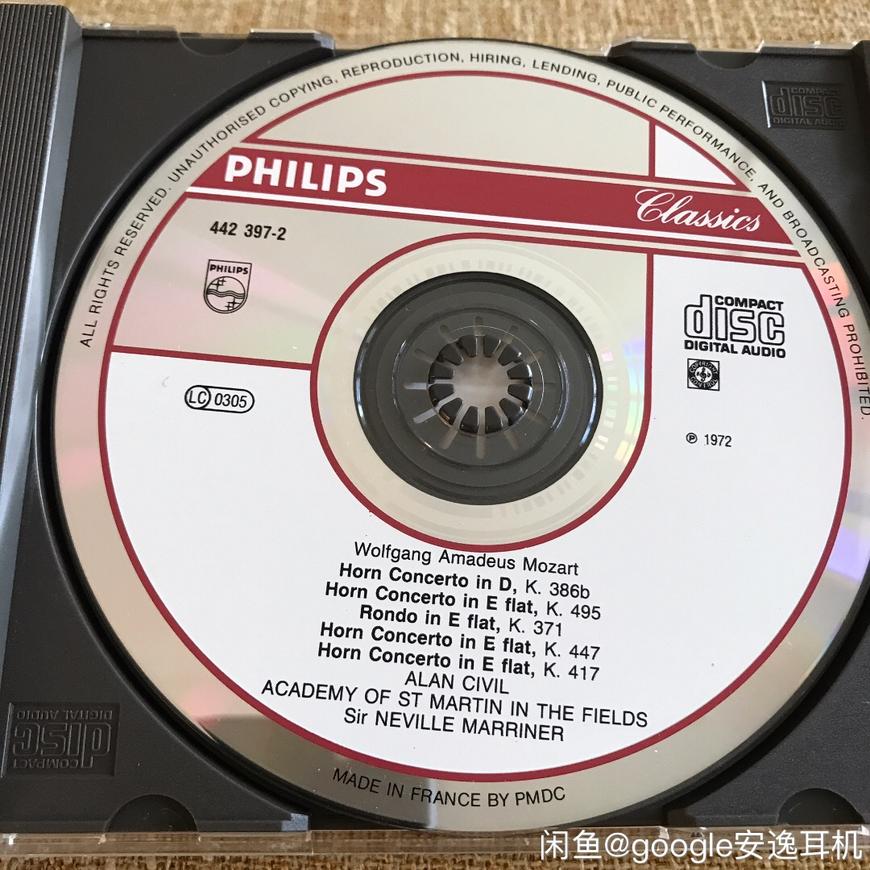 ALL RIGHTS RESERVED. UNAUTHORISED COPYING, REPRODUCTION, HIRING, LENDING, PUBLIC PERFORMANCE, AND BROADCASTING PROHIBITED.
COMPACT
disc
DIGITAL AUDIO
PHILIPS
Classics
442 397-2
PHILIPS
COMPACT
disc
DIGITAL AUDIO
LC 0305
℗ 1972
Wolfgang Amadeus Mozart
Horn Concerto in D, K. 386b
Horn Concerto in E flat, K. 495
Rondo in E flat, K. 371
Horn Concerto in E flat, K. 447
Horn Concerto in E flat, K. 417
ALAN CIVIL
ACADEMY OF ST MARTIN IN THE FIELDS
Sir NEVILLE MARRINER
MADE IN FRANCE BY PMDC
COMPACT
disc
DIGITAL AUDIO
闲鱼@google安逸耳机